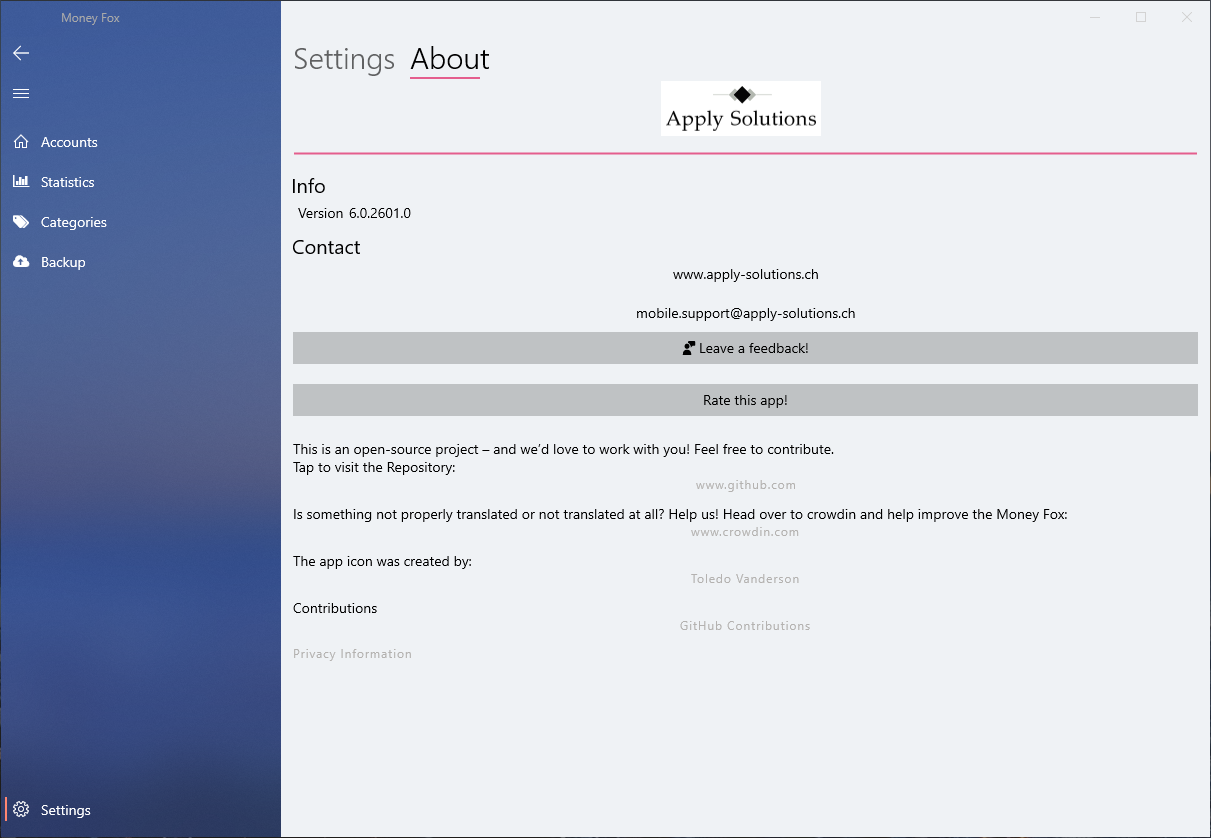 Money Fox
Accounts
Statistics
Categories
Backup
Settings
Settings About
Apply Solutions
Info
Version 6.0.2601.0
Contact
www.apply-solutions.ch
mobile.support@apply-solutions.ch
Leave a feedback!
Rate this app!
This is an open-source project – and we’d love to work with you! Feel free to contribute.
Tap to visit the Repository:
www.github.com
Is something not properly translated or not translated at all? Help us! Head over to crowdin and help improve the Money Fox:
www.crowdin.com
The app icon was created by:
Toledo Vanderson
Contributions
GitHub Contributions
Privacy Information